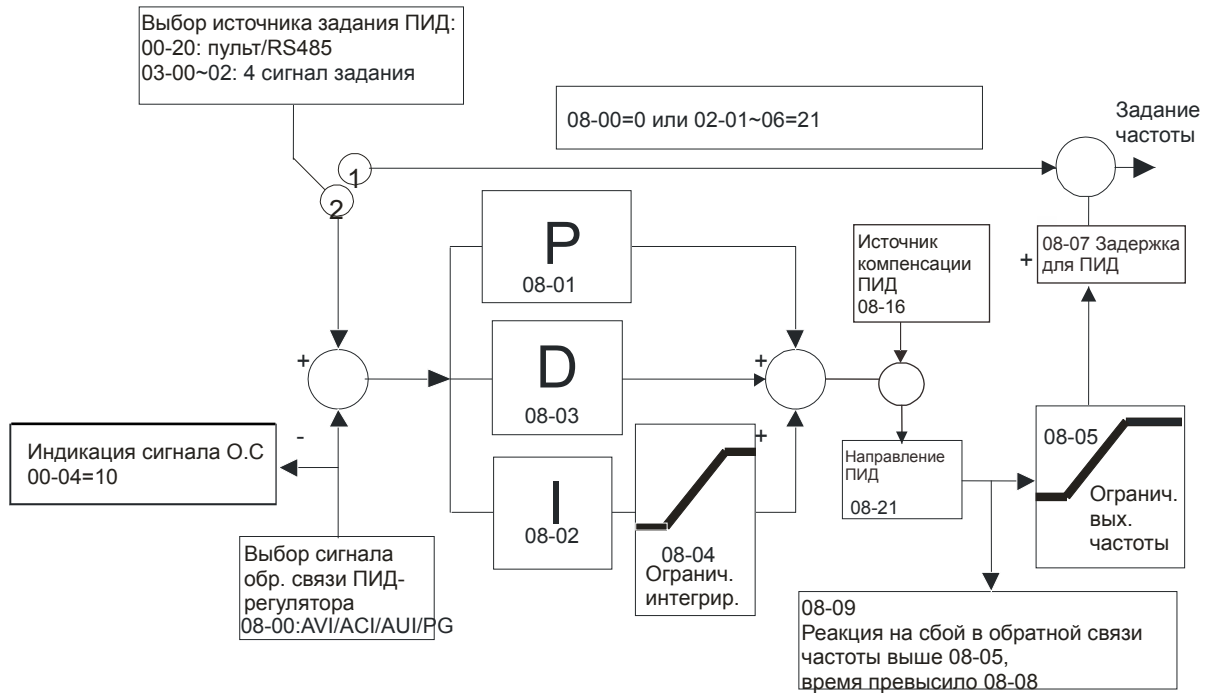 Выбор источника задания ПИД:
00-20: пульт/RS485
03-00~02: 4 сигнал задания
08-00=0 или 02-01~06=21
Задание
частоты
1
2
P
08-01
Источник
компенсации
ПИД
08-16
+
08-07 Задержка
для ПИД
+
D
08-03
+
-
Индикация сигнала О.С
00-04=10
+
I
08-02
08-04
Огранич.
интегрир.
Направление
ПИД
08-21
08-05
Огранич.
вых.
частоты
Выбор сигнала
обр. связи ПИД-
регулятора
08-00:AVI/ACI/AUI/PG
08-09
Реакция на сбой в обратной связи
частоты выше 08-05,
время превысило 08-08